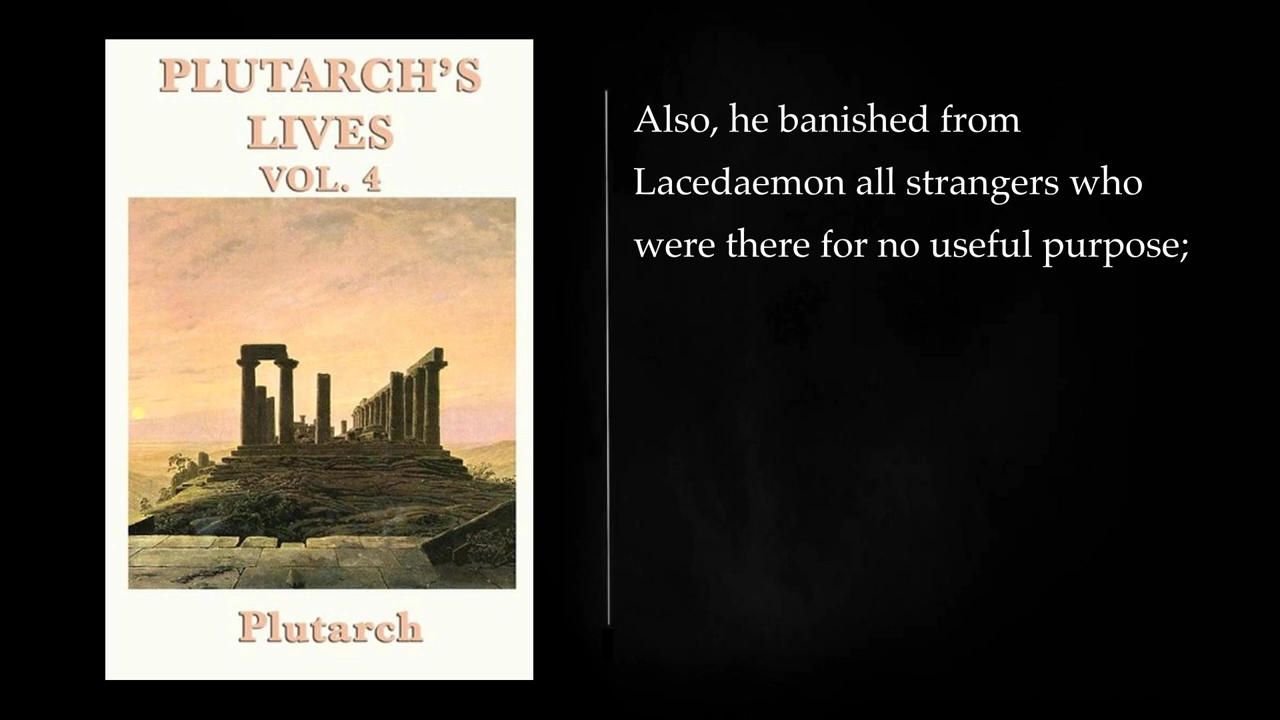 PLUTARCH'S
LIVES
VOL. 4
Plutarch
Also, he banished from
Lacedaemon all strangers who
were there for no useful purpose;